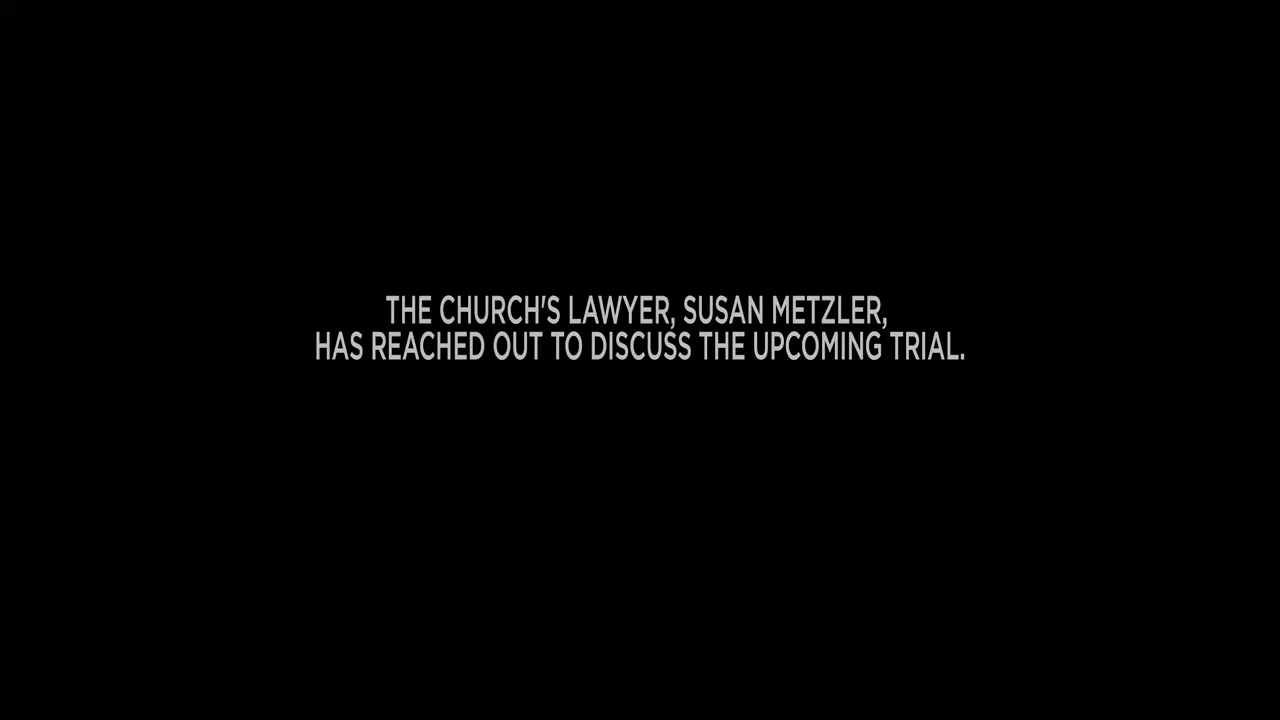 THE CHURCH'S LAWYER, SUSAN METZLER,
HAS REACHED OUT TO DISCUSS THE UPCOMING TRIAL.